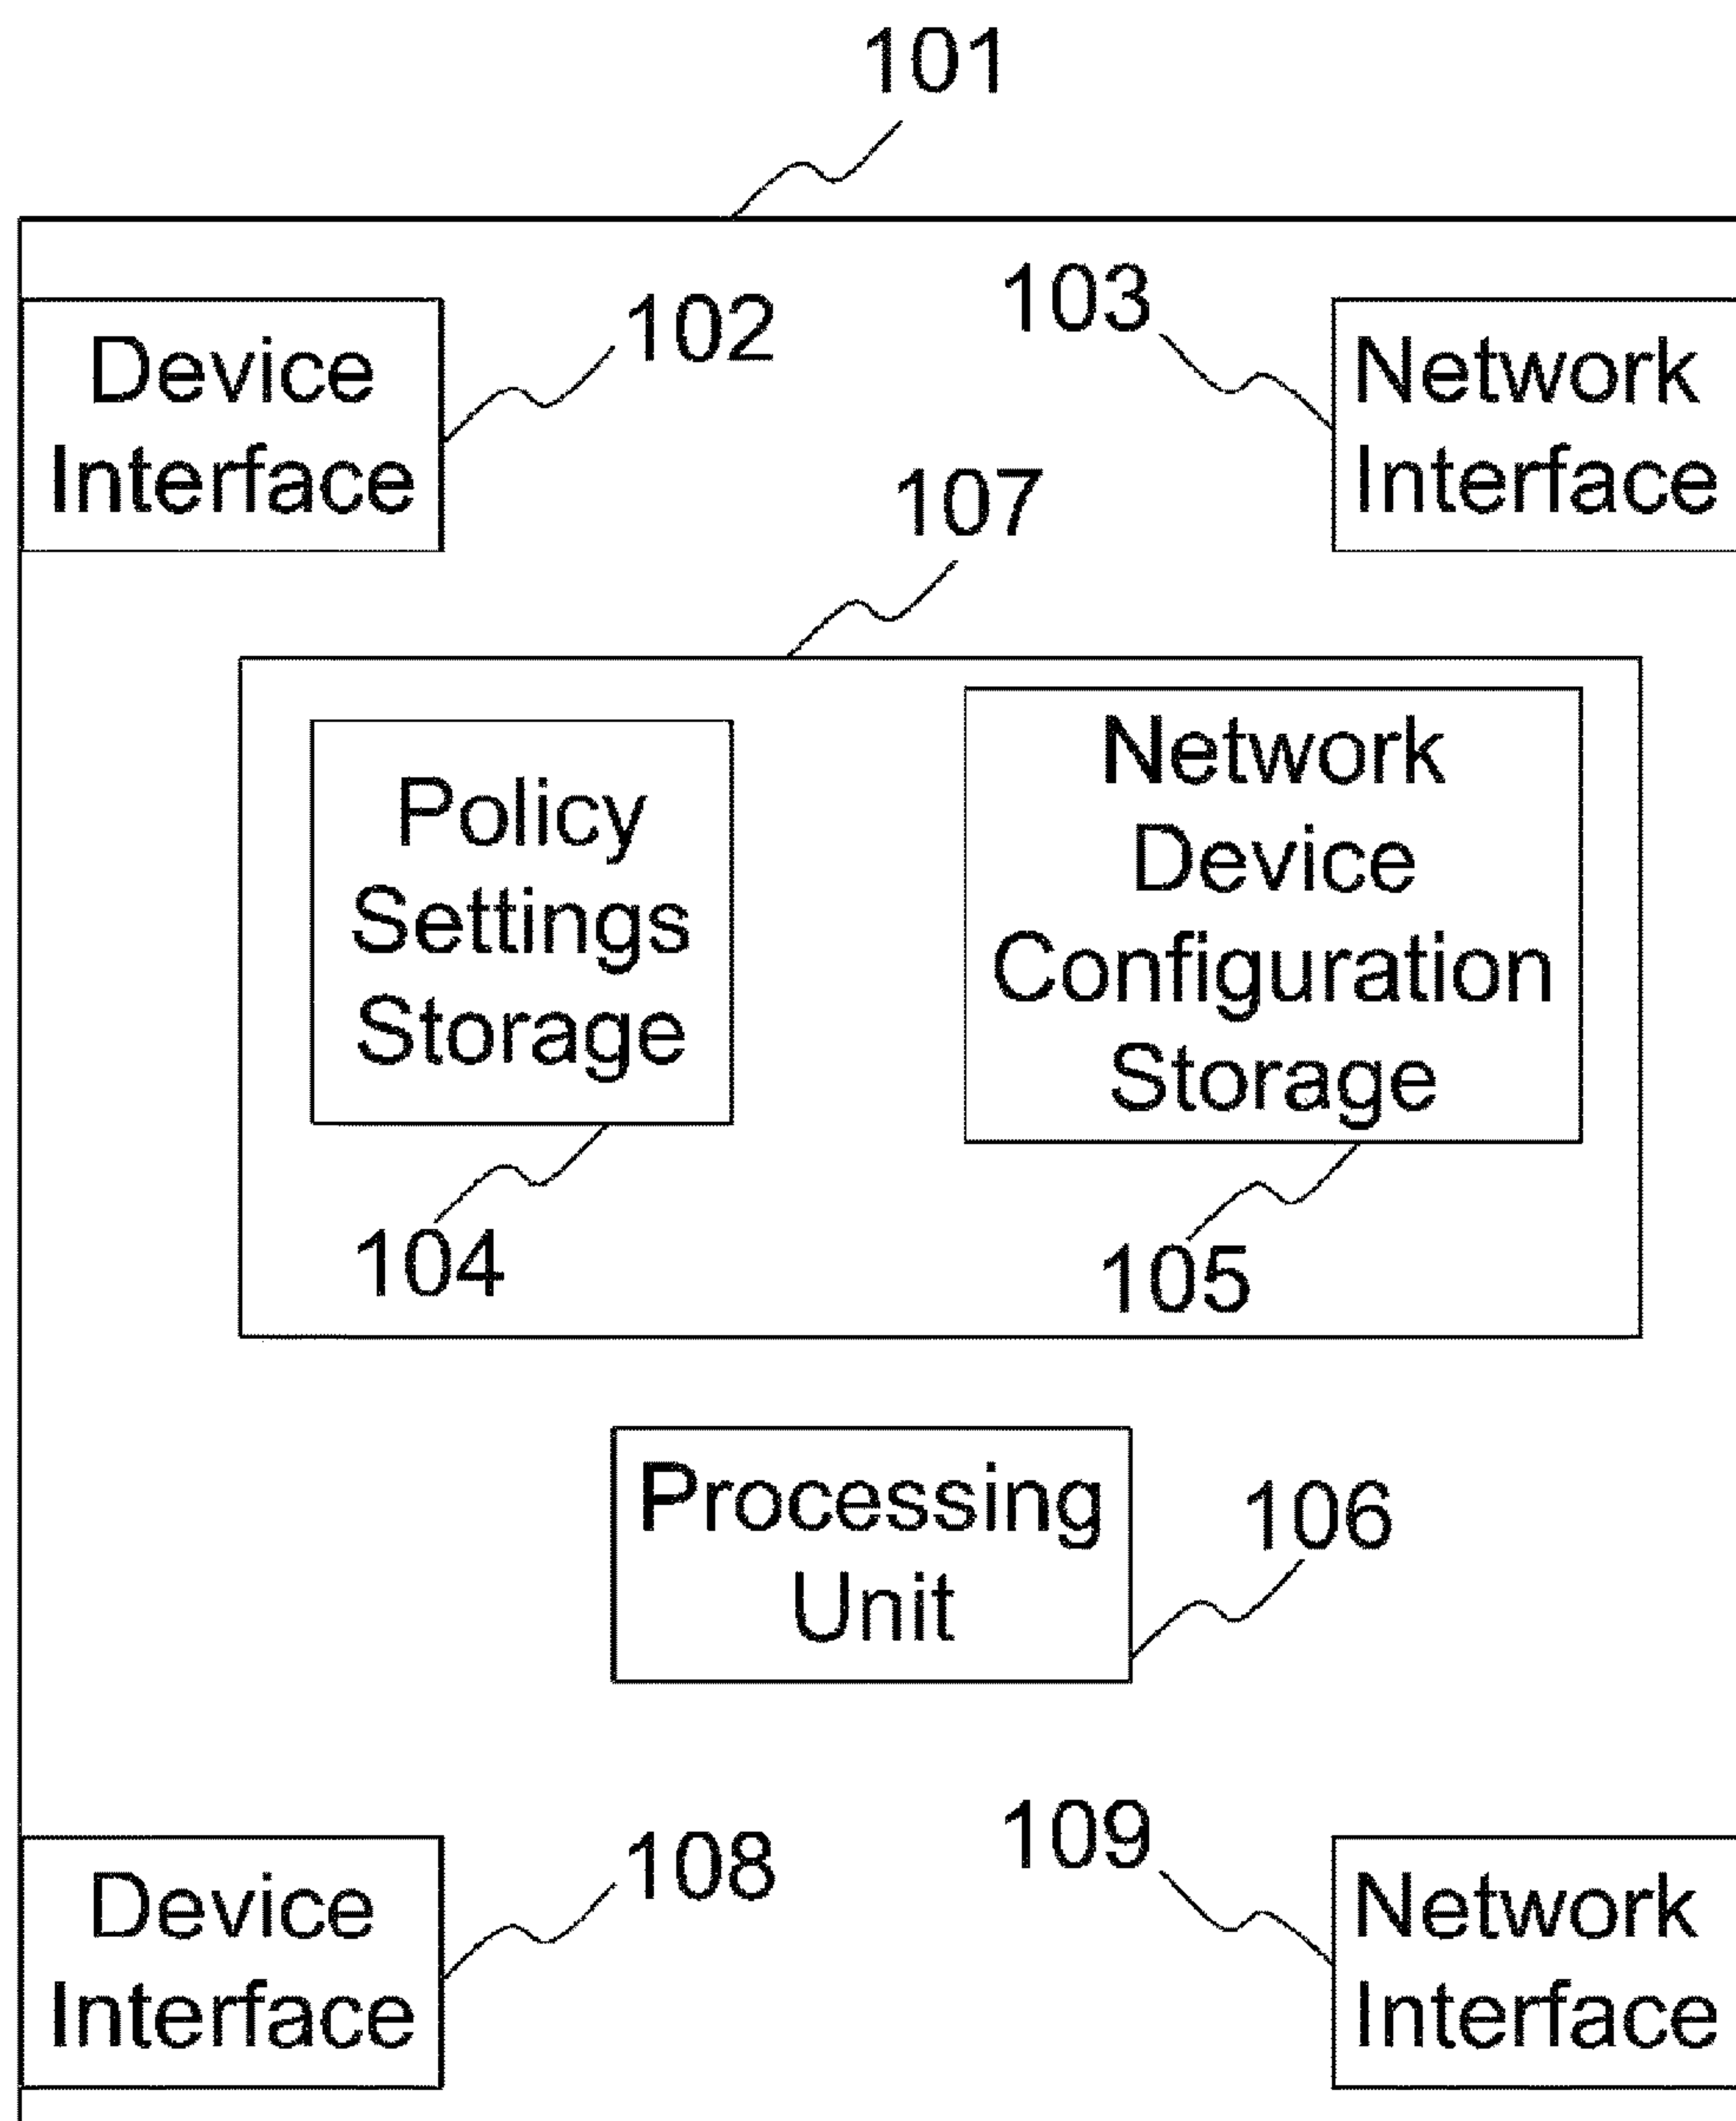 101
Device
Interface
102
103
Network
Interface
107
Policy
Settings
Storage
104
Network
Device
Configuration
Storage
105
Processing
Unit
106
Device
Interface
108
109
Network
Interface